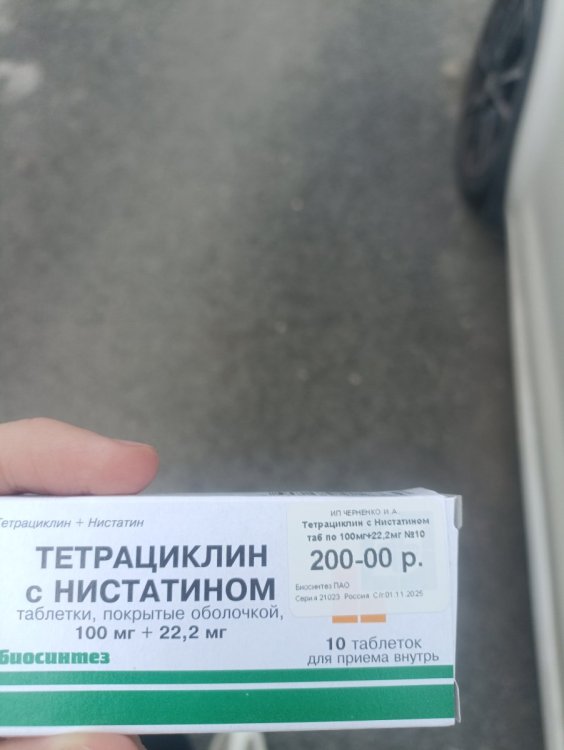 Тетрациклин + Нистатин
ТЕТРАЦИКЛИН
с НИСТАТИНОМ
таблетки, покрытые оболочкой,
100 мг + 22,2 мг
биосинтез
ИП ЧЕРНЕНКО И.А.
Тетрациклин с Нистатином
таб по 100мг+22,2мг №10
200-00 р.
Биосинтез ПАО
Серия 21023 Россия С/г.01.11.2025
10 таблеток
для приема внутрь